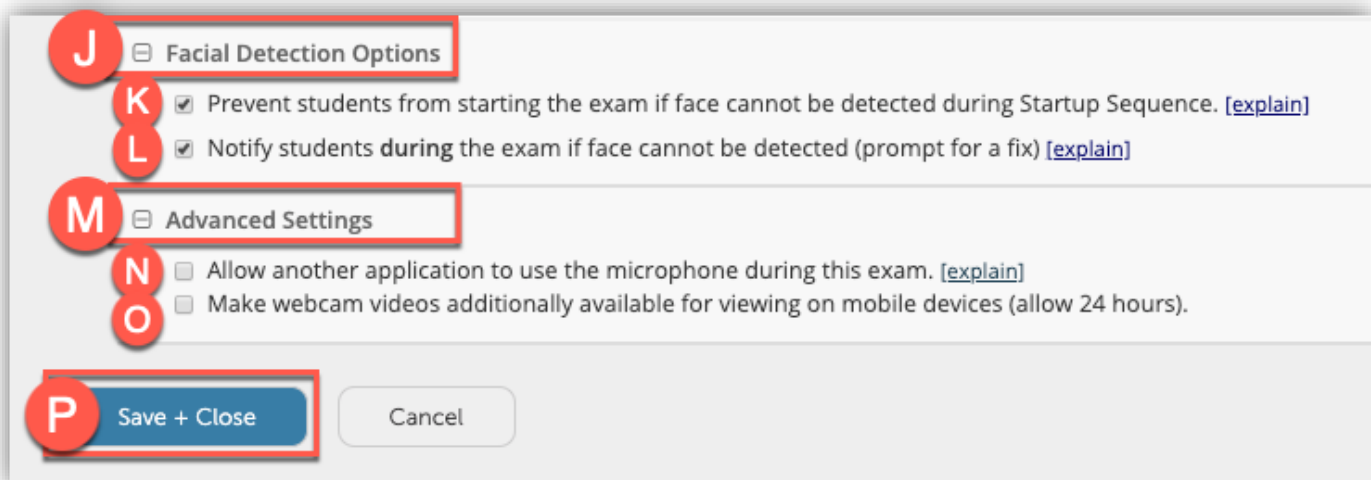 J Facial Detection Options
K Prevent students from starting the exam if face cannot be detected during Startup Sequence. [explain]
L Notify students during the exam if face cannot be detected (prompt for a fix) [explain]
M Advanced Settings
N Allow another application to use the microphone during this exam. [explain]
O Make webcam videos additionally available for viewing on mobile devices (allow 24 hours).
P Save + Close Cancel